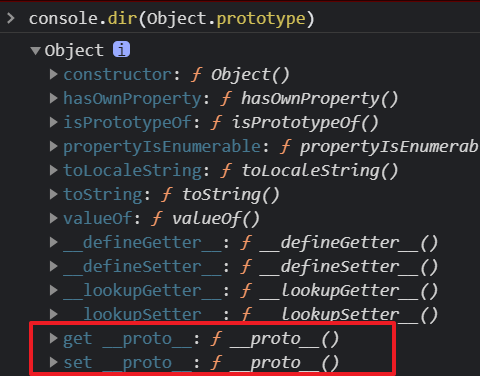 > console.dir(Object.prototype)
▼Object i
▶constructor: ƒ Object()
▶hasOwnProperty: ƒ hasOwnProperty()
▶isPrototypeOf: ƒ isPrototypeOf()
▶propertyIsEnumerable: ƒ propertyIsEnumerab
▶toLocaleString: ƒ toLocaleString()
▶toString: ƒ toString()
▶valueOf: ƒ valueOf()
▶__defineGetter__: ƒ __defineGetter__()
▶__defineSetter__: ƒ __defineSetter__()
▶__lookupGetter__: ƒ __lookupGetter__()
▶__lookupSetter__: ƒ __lookupSetter__()
▶get __proto__: ƒ __proto__()
▶set __proto__: ƒ __proto__()